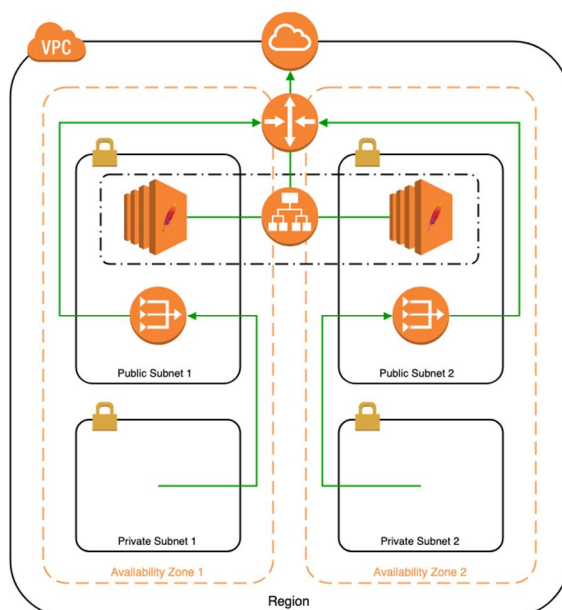 VPC
Public Subnet 1
Public Subnet 2
Private Subnet 1
Private Subnet 2
Availability Zone 1
Availability Zone 2
Region